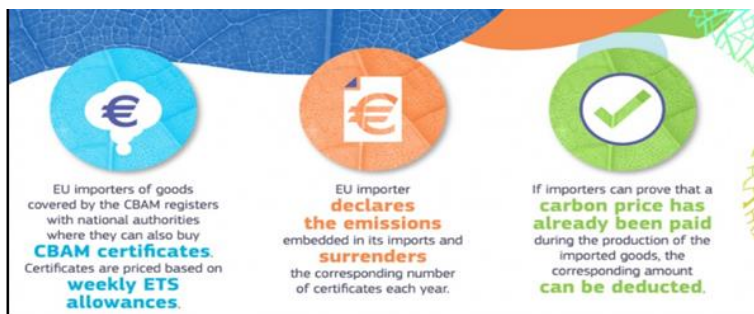 €
EU importers of goods
covered by the CBAM registers
with national authorities
where they can also buy
CBAM certificates.
Certificates are priced based on
weekly ETS
allowances.
€
EU importer
declares
the emissions
embedded in its imports and
surrenders
the corresponding number
of certificates each year.
If importers can prove that a
carbon price has
already been paid
during the production of the
imported goods, the
corresponding amount
can be deducted.